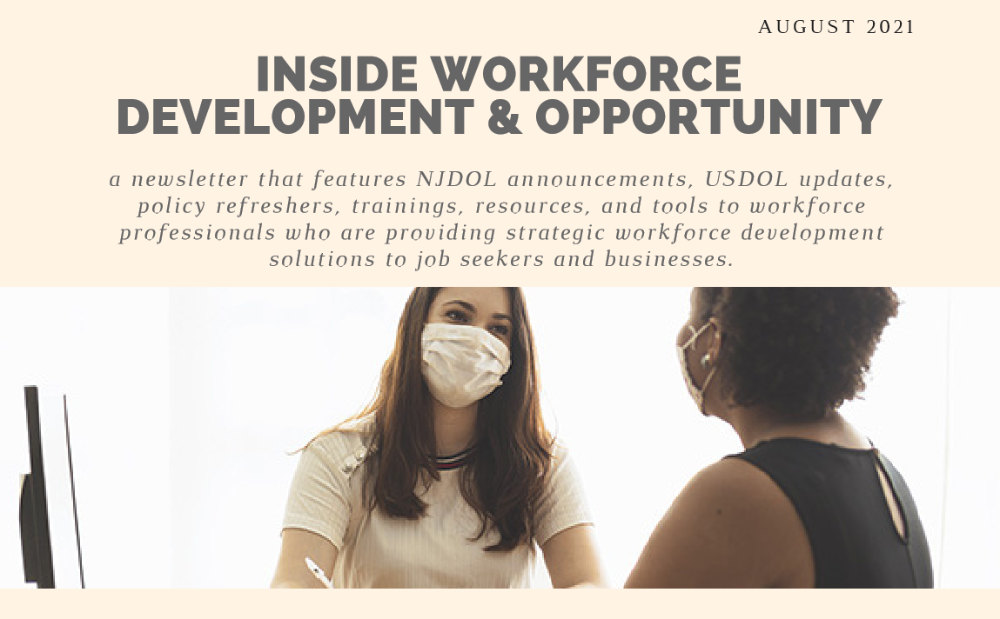 AUGUST 2021
INSIDE WORKFORCE
DEVELOPMENT & OPPORTUNITY
a newsletter that features NJDOL announcements, USDOL updates,
policy refreshers, trainings, resources, and tools to workforce
professionals who are providing strategic workforce development
solutions to job seekers and businesses.